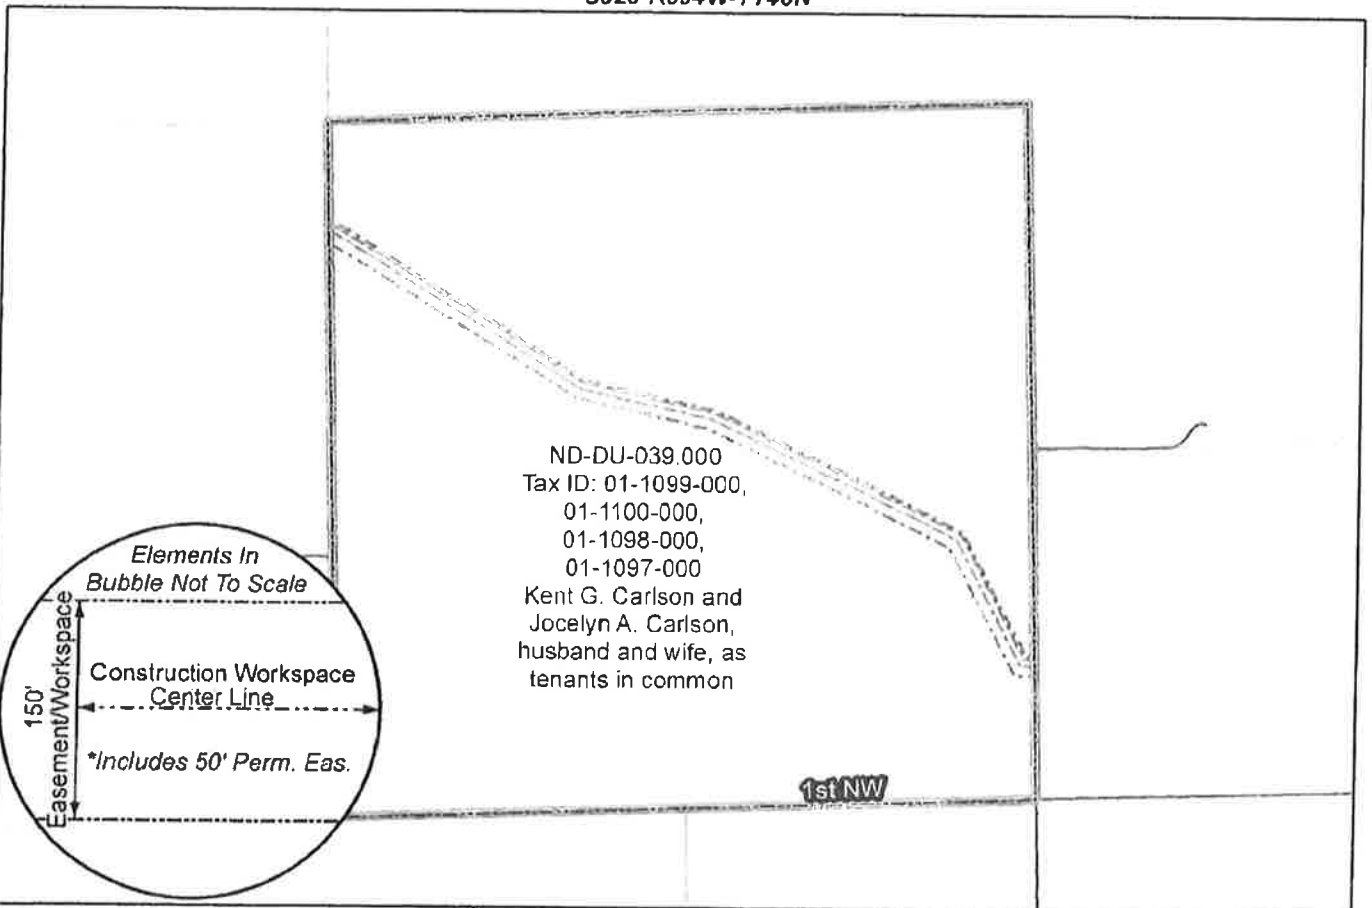 ND-DU-039.000
Tax ID: 01-1099-000,
01-1100-000,
01-1098-000,
01-1097-000
Kent G. Carlson and
Jocelyn A. Carlson,
husband and wife, as
tenants in common
Elements In
Bubble Not To Scale
150'
Easement/Workspace
Construction Workspace
Center Line
*Includes 50' Perm. Eas.
1st NW